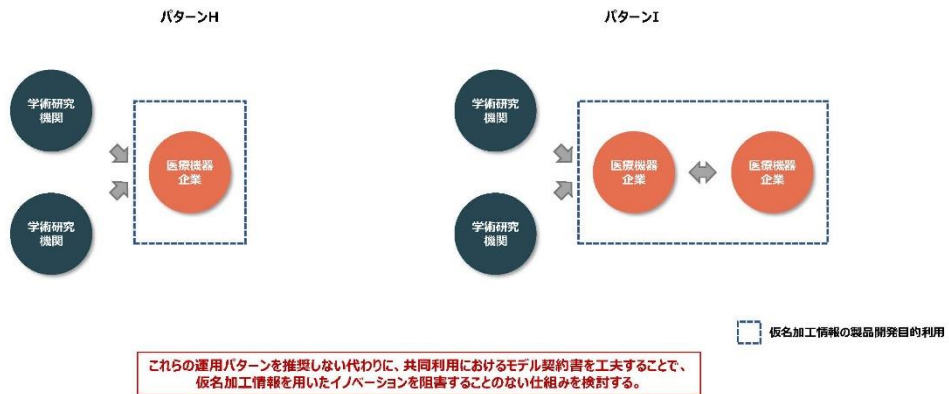 パターンH
パターンI
学術研究
機関
医療機器
企業
学術研究
機関
学術研究
機関
医療機器
企業
医療機器
企業
学術研究
機関
仮名加工情報の製品開発目的利用
これらの運用パターンを推奨しない代わりに、共同利用におけるモデル契約書を工夫することで、
仮名加工情報を用いたイノベーションを阻害することのない仕組みを検討する。